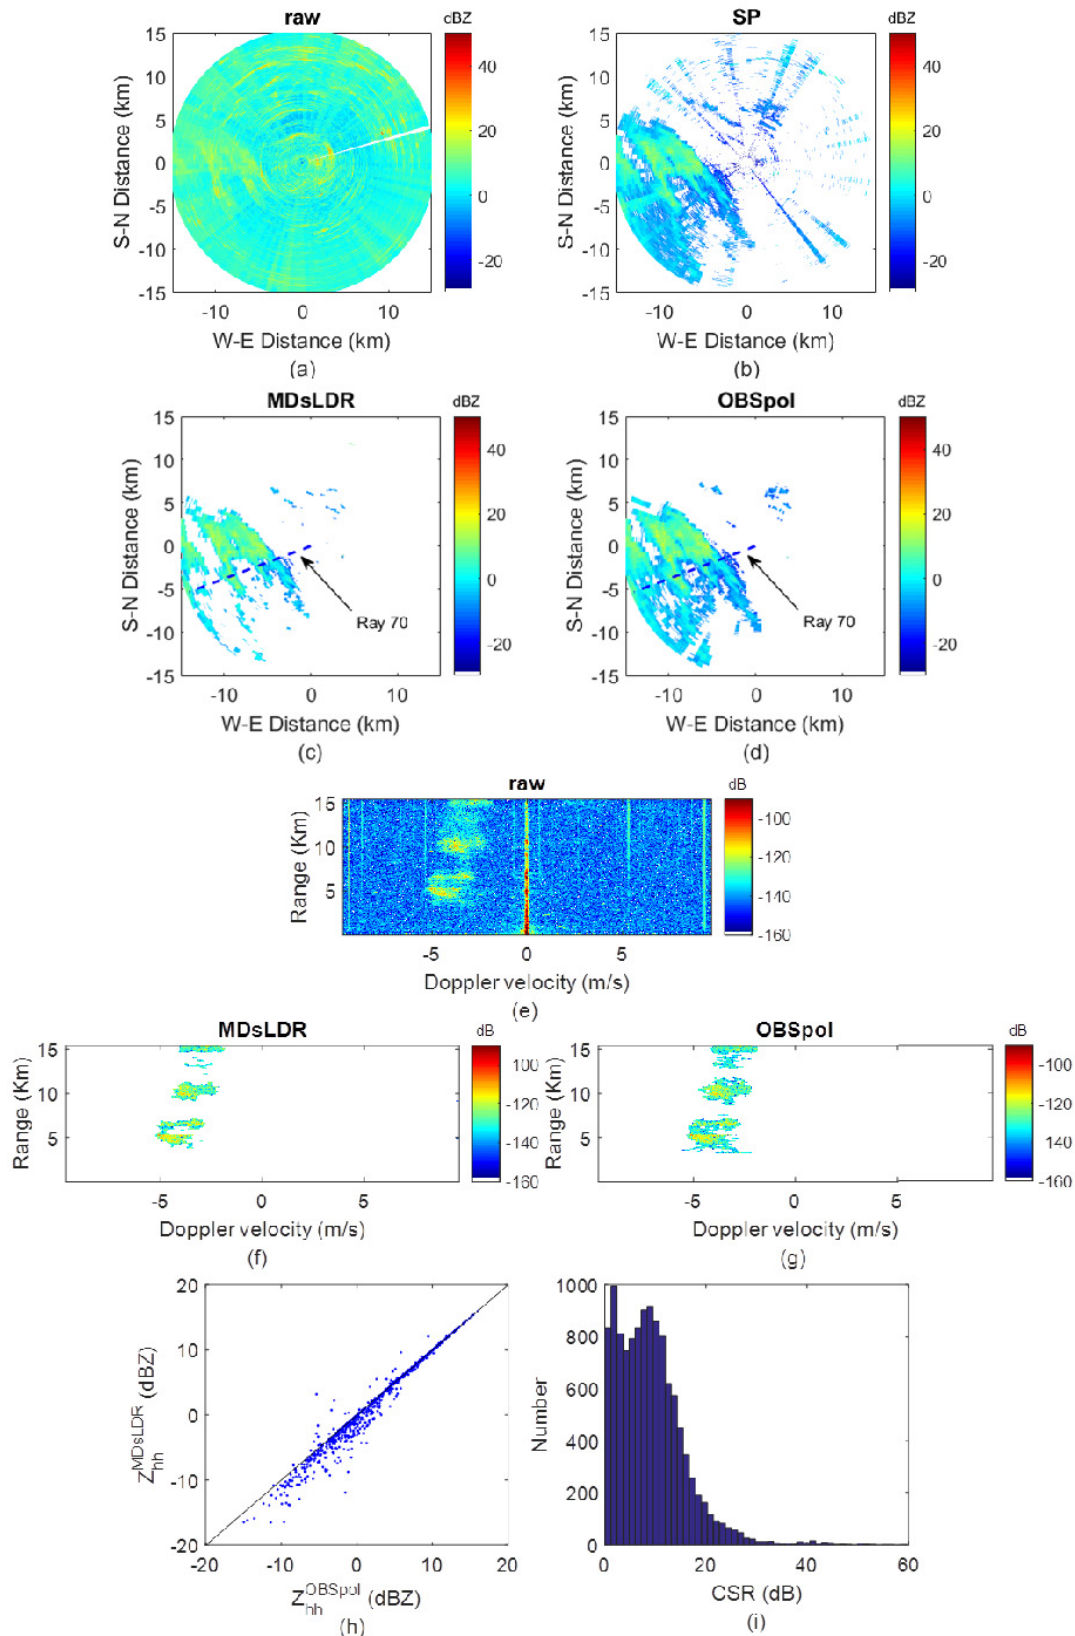 raw
dBZ
S-N Distance (km)
15
10
5
0
-5
-10
-15
-10 0 10
W-E Distance (km)
40
20
0
-20
(a)
SP
dBZ
S-N Distance (km)
15
10
5
0
-5
-10
-15
-10 0 10
W-E Distance (km)
40
20
0
-20
(b)
MDsLDR
dBZ
S-N Distance (km)
15
10
5
0
-5
-10
-15
Ray 70
-10 0 10
W-E Distance (km)
40
20
0
-20
(c)
OBSpol
dBZ
S-N Distance (km)
15
10
5
0
-5
-10
-15
Ray 70
-10 0 10
W-E Distance (km)
40
20
0
-20
(d)
raw
dB
Range (Km)
15
10
5
-5 0 5
Doppler velocity (m/s)
-100
-120
-140
-160
(e)
MDsLDR
dB
Range (Km)
15
10
5
-5 0 5
Doppler velocity (m/s)
-100
-120
-140
-160
(f)
OBSpol
dB
Range (Km)
15
10
5
-5 0 5
Doppler velocity (m/s)
-100
-120
-140
-160
(g)
Z_hh^MDsLDR (dBZ)
20
10
0
-10
-20
-20 -10 0 10 20
Z_hh^OBSpol (dBZ)
(h)
Number
1000
800
600
400
200
0
0 20 40 60
CSR (dB)
(i)